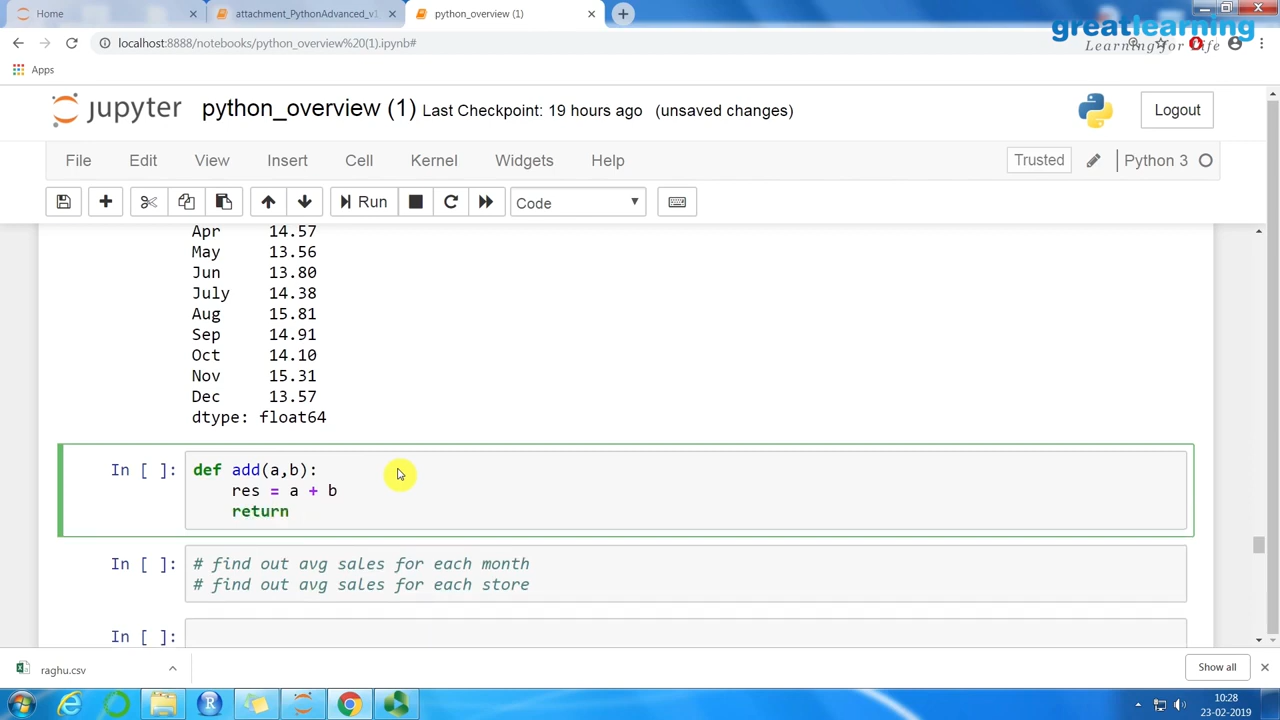 Home
attachment_PythonAdvanced_v1
python_overview (1)
localhost:8888/notebooks/python_overview%20(1).ipynb#
greatlearning
Learning for Life
Apps
jupyter python_overview (1) Last Checkpoint: 19 hours ago (unsaved changes)
Logout
File Edit View Insert Cell Kernel Widgets Help
Trusted
Python 3
Run
Code
Apr 14.57
May 13.56
Jun 13.80
July 14.38
Aug 15.81
Sep 14.91
Oct 14.10
Nov 15.31
Dec 13.57
dtype: float64
In [ ]: def add(a,b):
res = a + b
return
In [ ]: # find out avg sales for each month
# find out avg sales for each store
In [ ]:
raghu.csv
Show all
10:28
23-02-2019